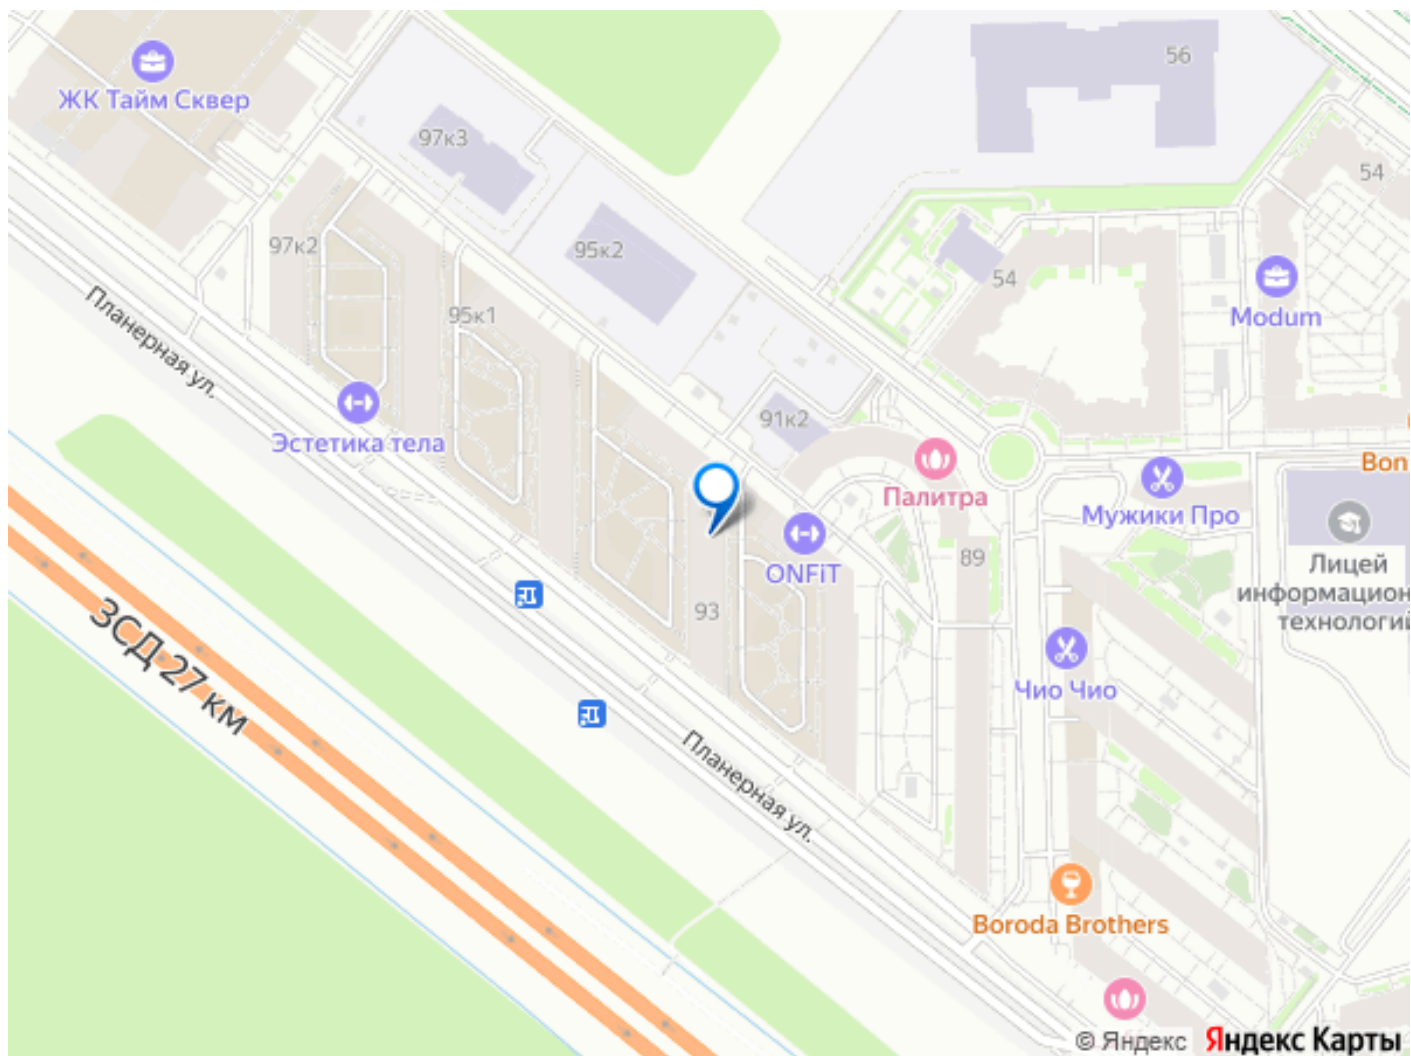 56
ЖК Тайм Сквер
97к3
54
97к2
95к2
54
Modum
95к1
Планерная ул.
91к2
Эстетика тела
Bon
Палитра
Мужики Про
ONFiT
89
Лицей
информацион
технологий
93
ЗСД 27 км
Чио Чио
Планерная ул.
Boroda Brothers
© Яндекс Яндекс Карты